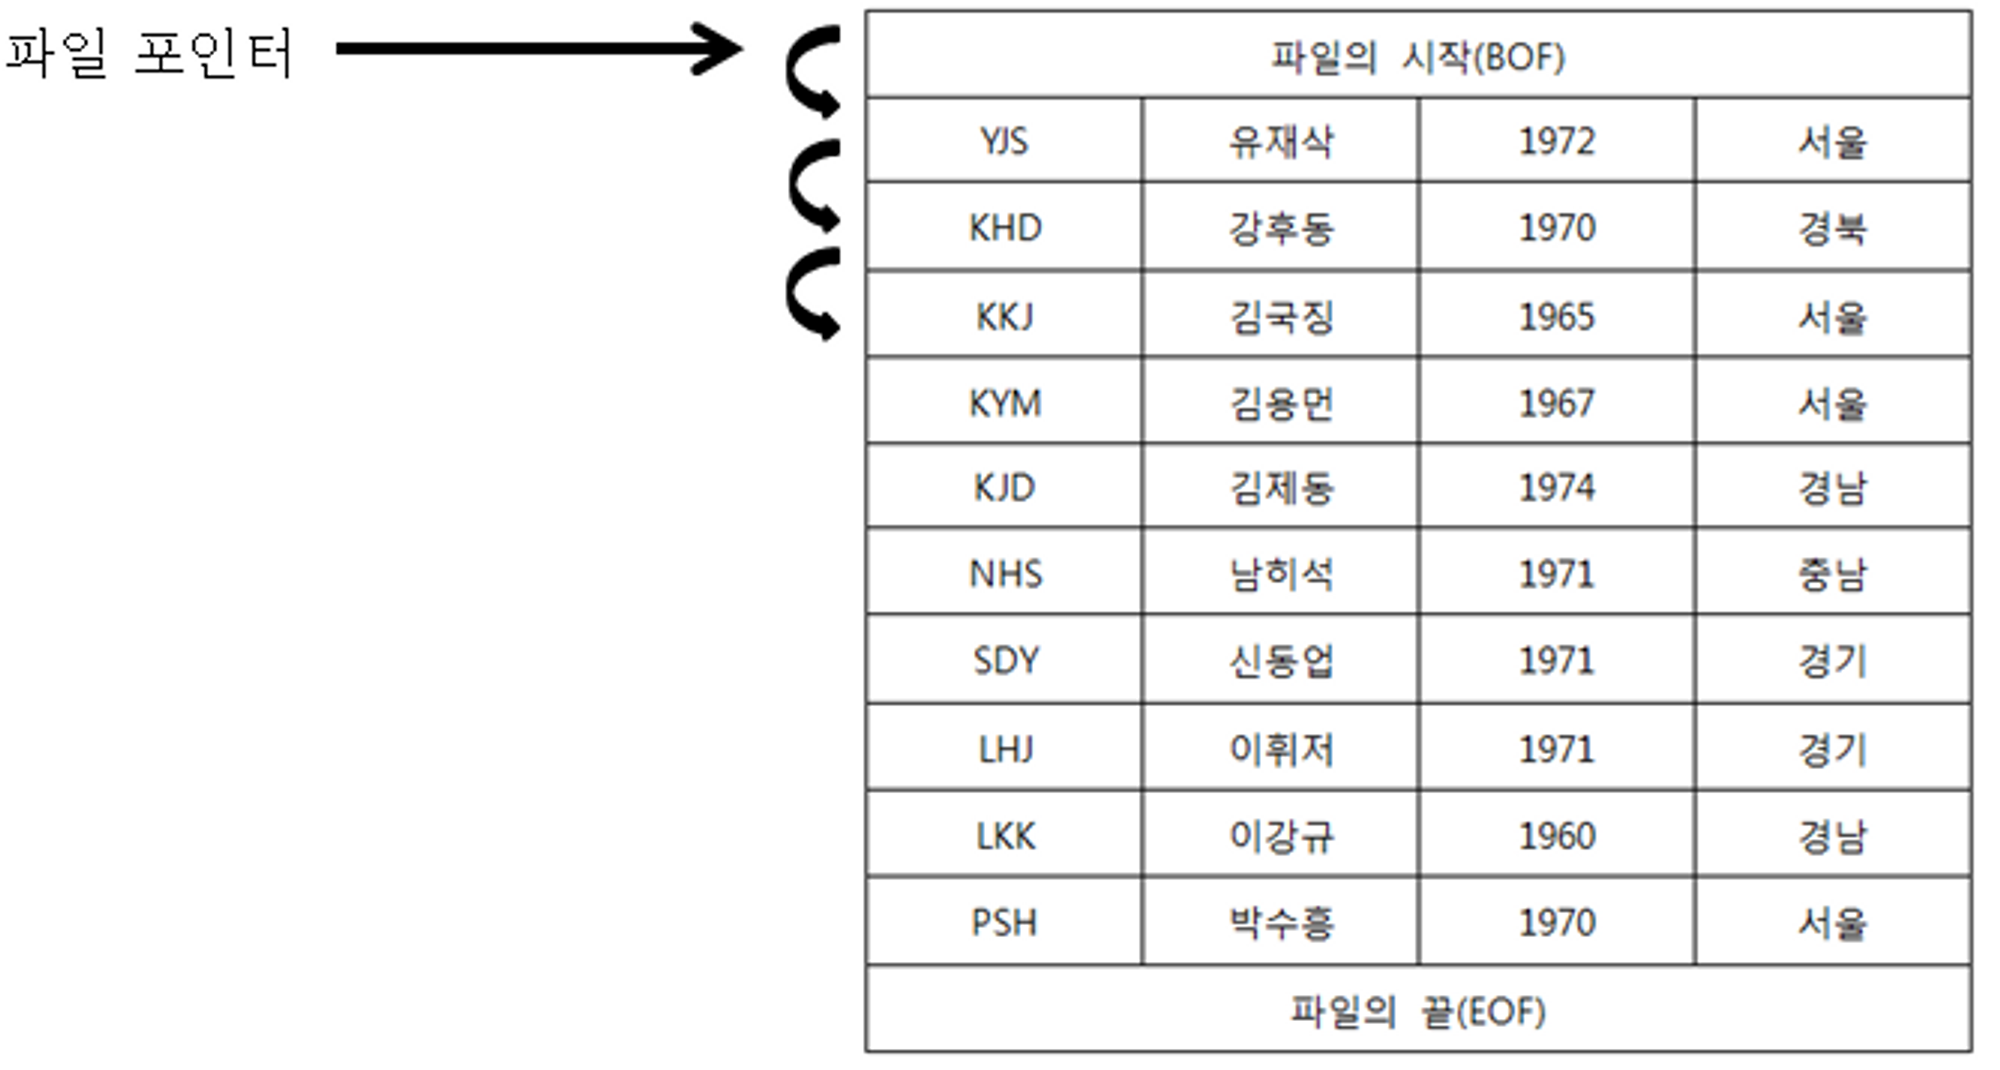 파일 포인터
파일의 시작(BOF)
YJS 유재삭 1972 서울
KHD 강후동 1970 경북
KKJ 김국징 1965 서울
KYM 김용먼 1967 서울
KJD 김제동 1974 경남
NHS 남히석 1971 충남
SDY 신동업 1971 경기
LHJ 이휘저 1971 경기
LKK 이강규 1960 경남
PSH 박수흥 1970 서울
파일의 끝(EOF)